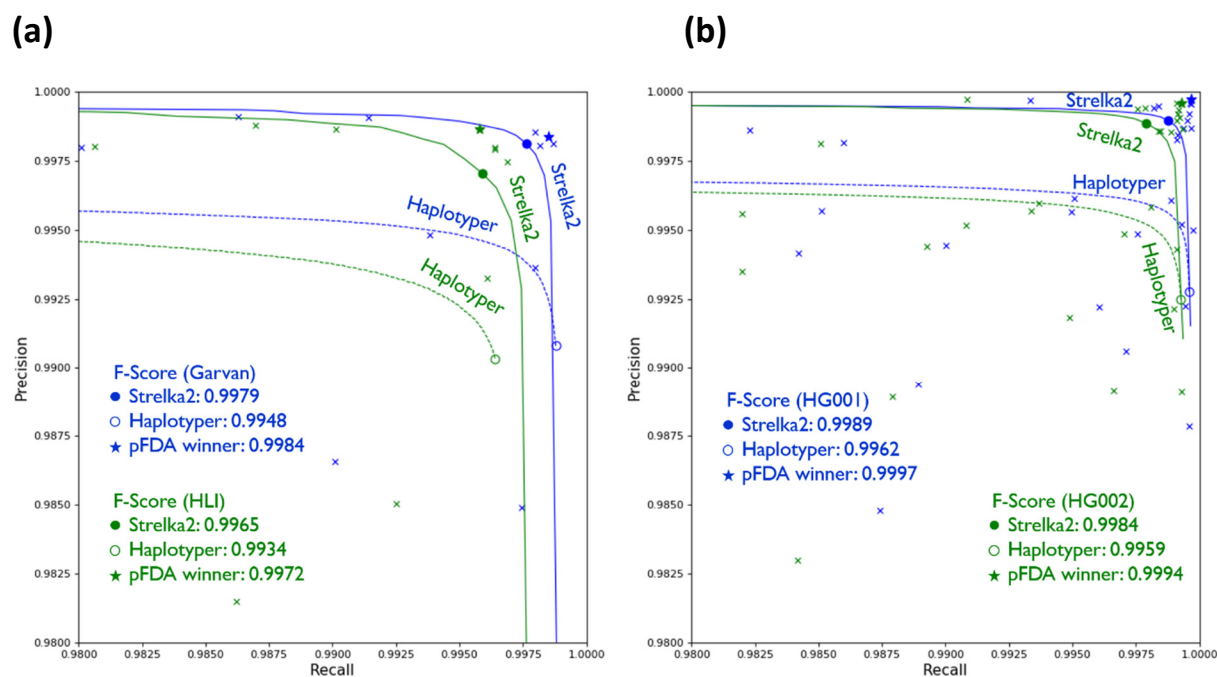 (a)
1.0000
0.9975
0.9950
0.9925
0.9900
0.9875
0.9850
0.9825
0.9800
Precision
Strelka2
Strelka2
Haplotyper
Haplotyper
F-Score (Garvan)
Strelka2: 0.9979
Haplotyper: 0.9948
pFDA winner: 0.9984
F-Score (HLI)
Strelka2: 0.9965
Haplotyper: 0.9934
pFDA winner: 0.9972
0.9800 0.9825 0.9850 0.9875 0.9900 0.9925 0.9950 0.9975 1.0000
Recall
(b)
1.0000
0.9975
0.9950
0.9925
0.9900
0.9875
0.9850
0.9825
0.9800
Precision
Strelka2
Strelka2
Haplotyper
Haplotyper
F-Score (HG001)
Strelka2: 0.9989
Haplotyper: 0.9962
pFDA winner: 0.9997
F-Score (HG002)
Strelka2: 0.9984
Haplotyper: 0.9959
pFDA winner: 0.9994
0.9800 0.9825 0.9850 0.9875 0.9900 0.9925 0.9950 0.9975 1.0000
Recall